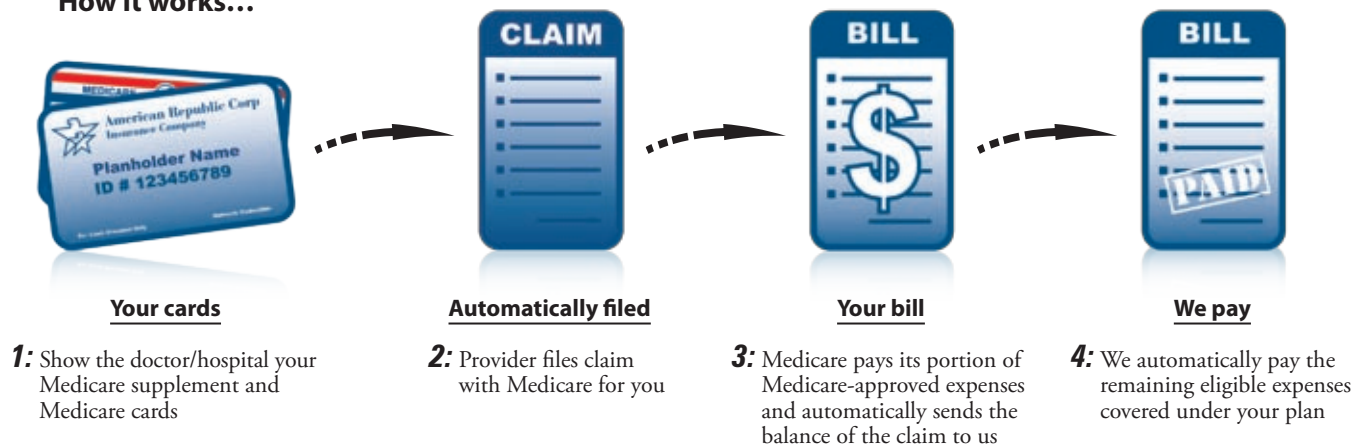 How it works…
MEDICARE
American Republic Corp
Insurance Company
Planholder Name
ID # 123456789
CLAIM
BILL
$
BILL
PAID
Your cards
Automatically filed
Your bill
We pay
1: Show the doctor/hospital your
Medicare supplement and
Medicare cards
2: Provider files claim
with Medicare for you
3: Medicare pays its portion of
Medicare-approved expenses
and automatically sends the
balance of the claim to us
4: We automatically pay the
remaining eligible expenses
covered under your plan